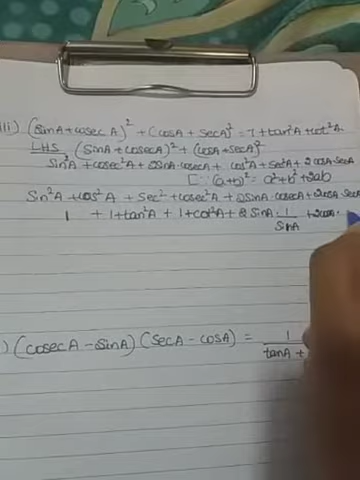 iii) (sinA + cosec A)² + (cosA + secA)² = 7 + tan²A + cot²A.
LHS (sinA + cosecA)² + (cosA + secA)²
sin²A + cosec²A + 2sinA·cosecA + cos²A + sec²A + 2cosA·secA
[∵ (a+b)² = a² + b² + 2ab
Sin²A + cos²A + sec² + cosec²A + 2sinA·cosecA + 2cosA·secA
1 + 1 + tan²A + 1 + cot²A + 2 SinA · 1/SinA + 2cosA ·
) (cosecA - sinA) (secA - cosA) = 1/tanA +